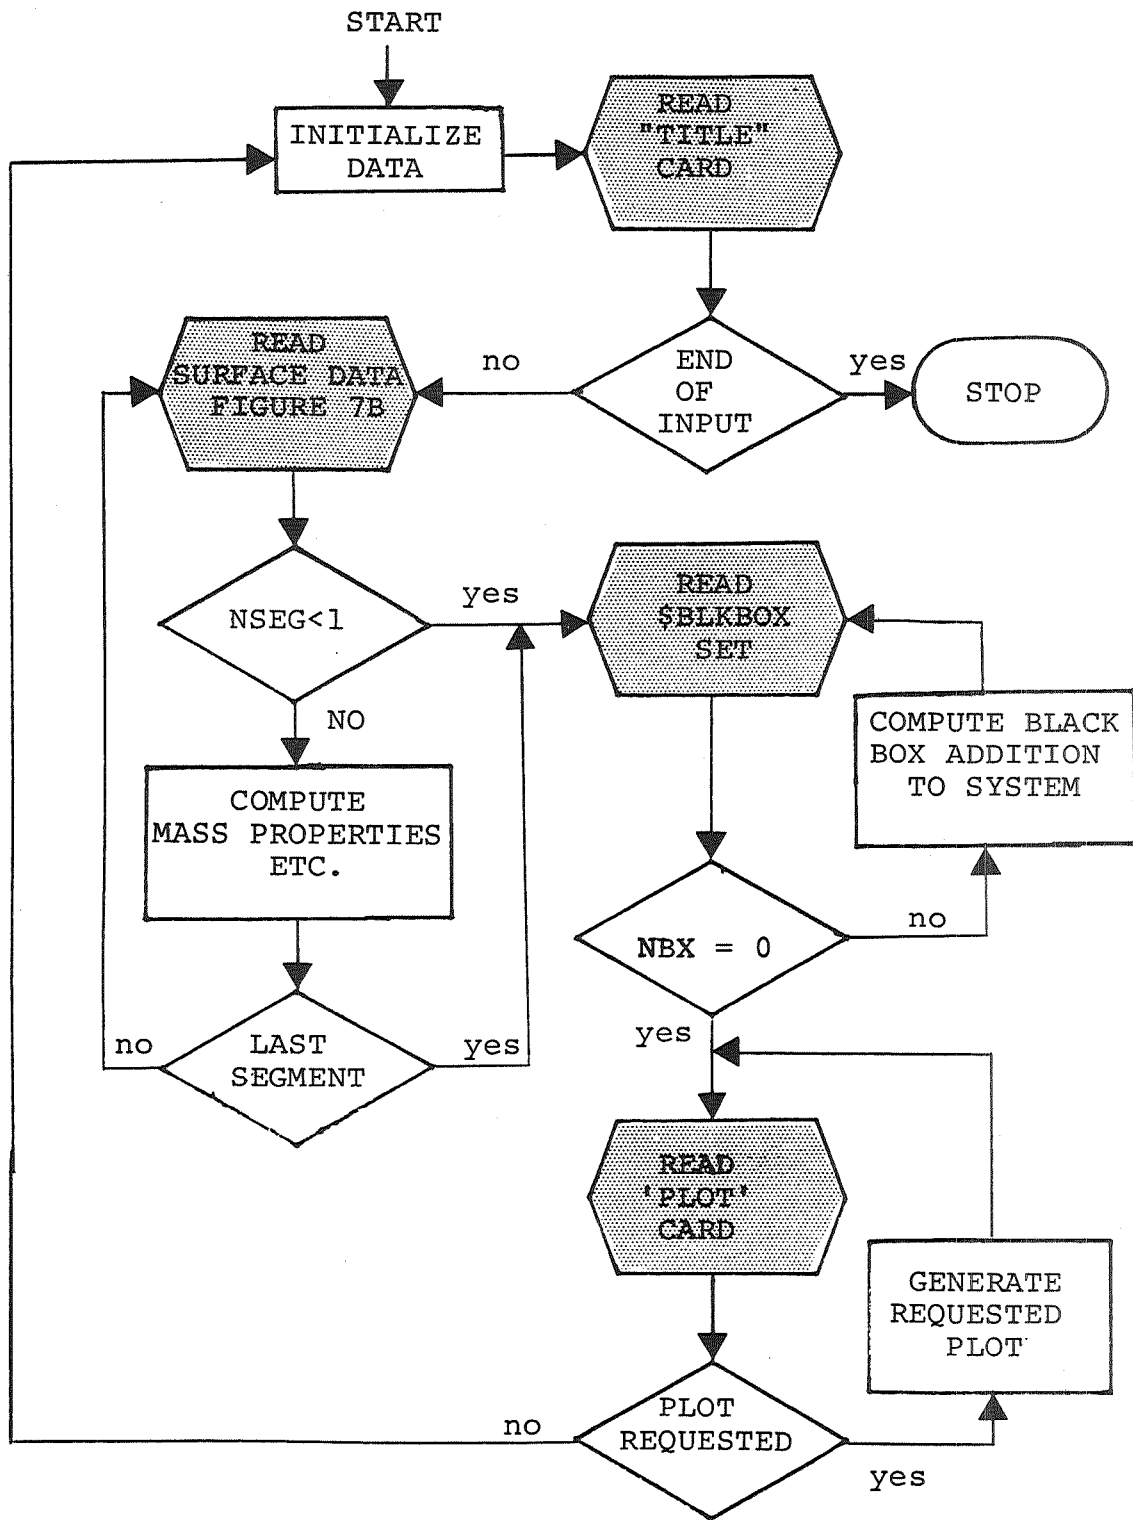 START
INITIALIZE
DATA
READ
"TITLE"
CARD
END
OF
INPUT
yes
STOP
no
READ
SURFACE DATA
FIGURE 7B
NSEG<1
yes
NO
COMPUTE
MASS PROPERTIES
ETC.
LAST
SEGMENT
no
yes
READ
$BLKBOX
SET
COMPUTE BLACK
BOX ADDITION
TO SYSTEM
NBX = 0
no
yes
READ
'PLOT'
CARD
GENERATE
REQUESTED
PLOT
PLOT
REQUESTED
no
yes